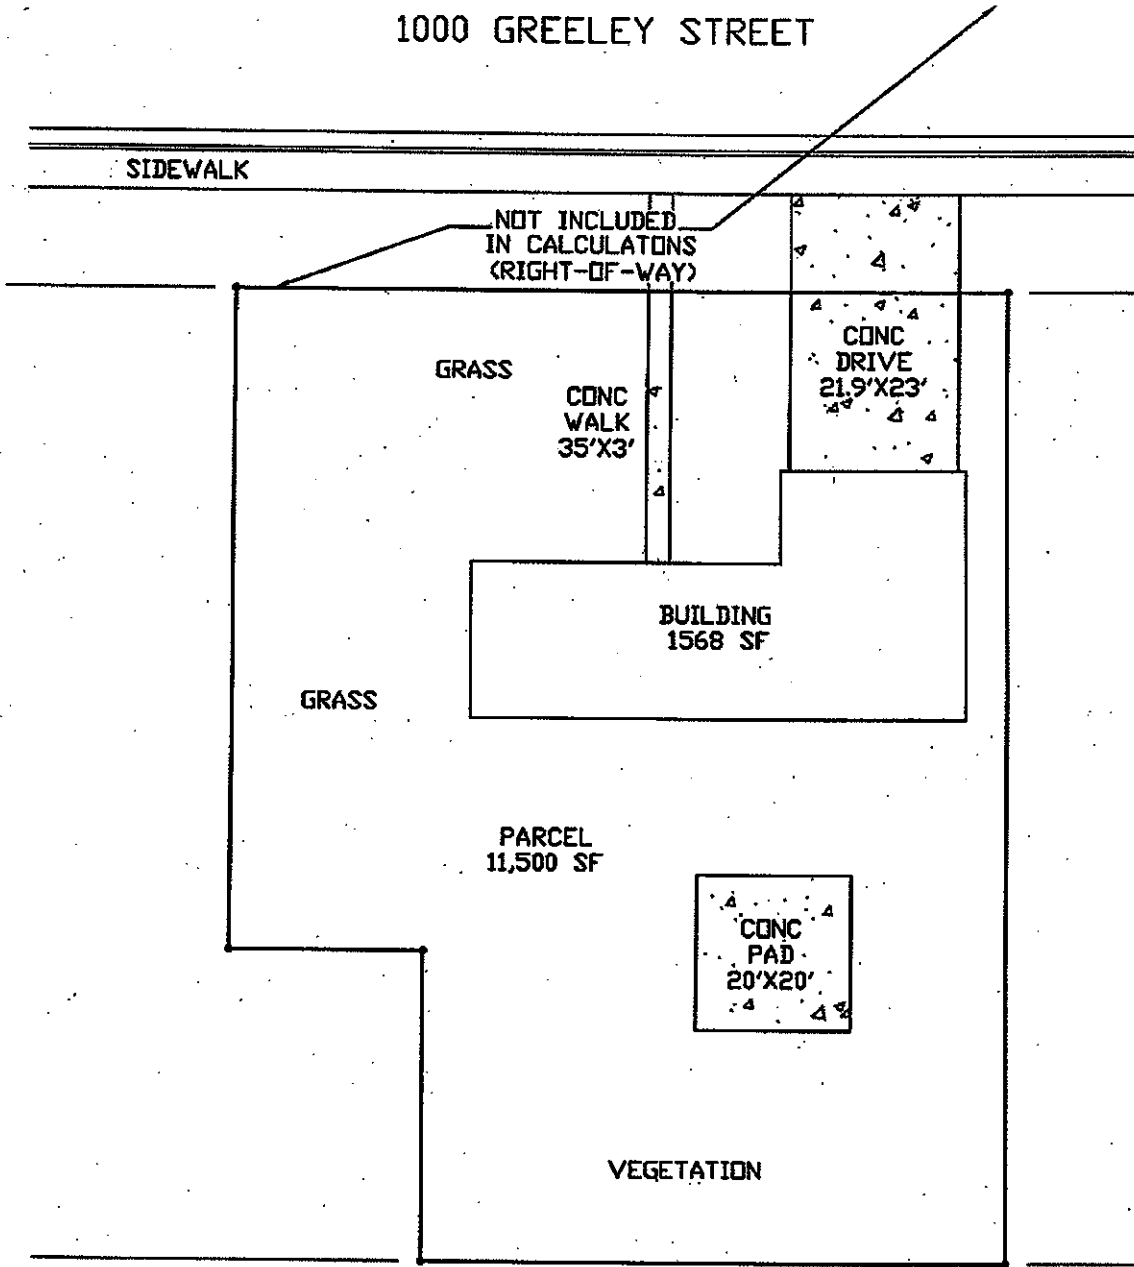 1000 GREELEY STREET
SIDEWALK
NOT INCLUDED
IN CALCULATONS
(RIGHT-OF-WAY)
GRASS
CONC
WALK
35'X3'
CONC
DRIVE
21.9'X23'
BUILDING
1568 SF
GRASS
PARCEL
11,500 SF
CONC
PAD
20'X20'
VEGETATION